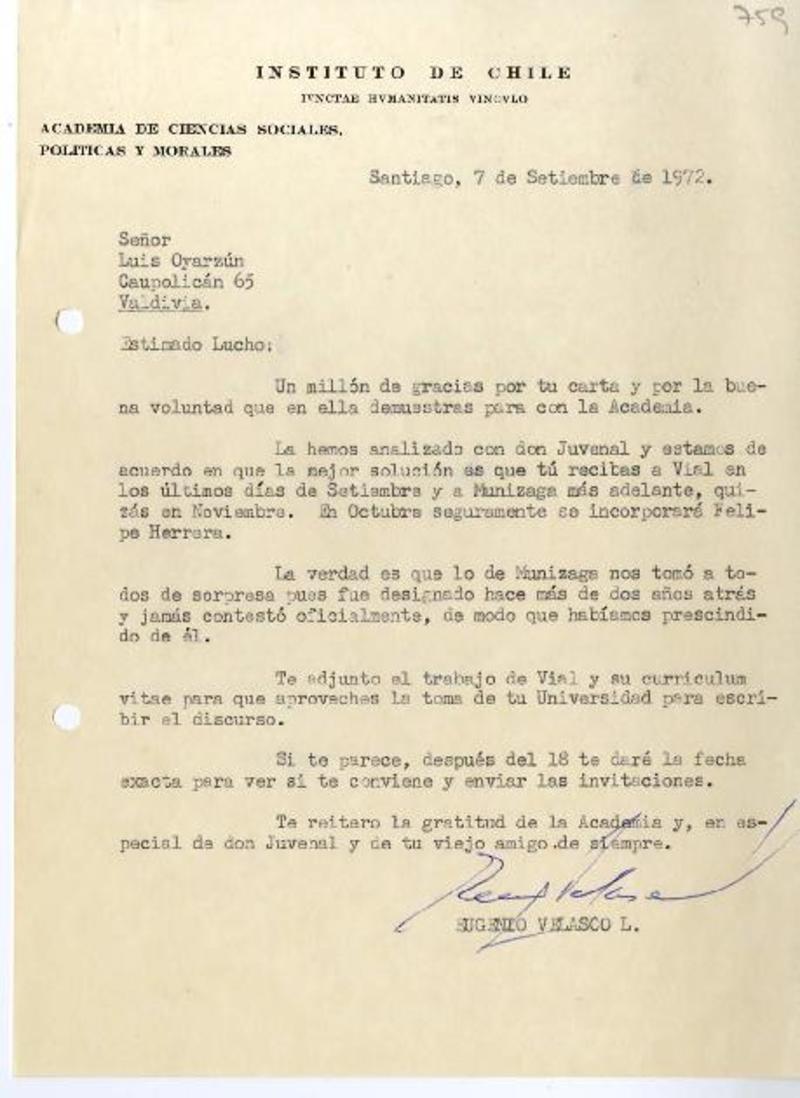 759
INSTITUTO DE CHILE
IVNCTAE HVMANITATIS VINCVLO
ACADEMIA DE CIENCIAS SOCIALES,
POLITICAS Y MORALES
Santiago, 7 de Setiembre de 1972.
Señor
Luis Oyarzún
Caupolicán 65
Valdivia.
Estimado Lucho:
Un millón de gracias por tu carta y por la bue-
na voluntad que en ella demuestras para con la Academia.
La hemos analizado con don Juvenal y estamos de
acuerdo en que la mejor solución es que tú recibas a Vial en
los últimos días de Setiembre y a Munizaga más adelante, qui-
zás en Noviembre. En Octubre seguramente se incorporará Feli-
pe Herrera.
La verdad es que lo de Munizaga nos tomó a to-
dos de sorpresa pues fue designado hace más de dos años atrás
y jamás contestó oficialmente, de modo que habíamos prescindi-
do de él.
Te adjunto el trabajo de Vial y su curriculum
vitae para que aproveches la toma de tu Universidad para escri-
bir el discurso.
Si te parece, después del 18 te daré la fecha
exacta para ver si te conviene y enviar las invitaciones.
Te reitero la gratitud de la Academia y, en es-
pecial de don Juvenal y de tu viejo amigo de siempre.
EUGENIO VELASCO L.